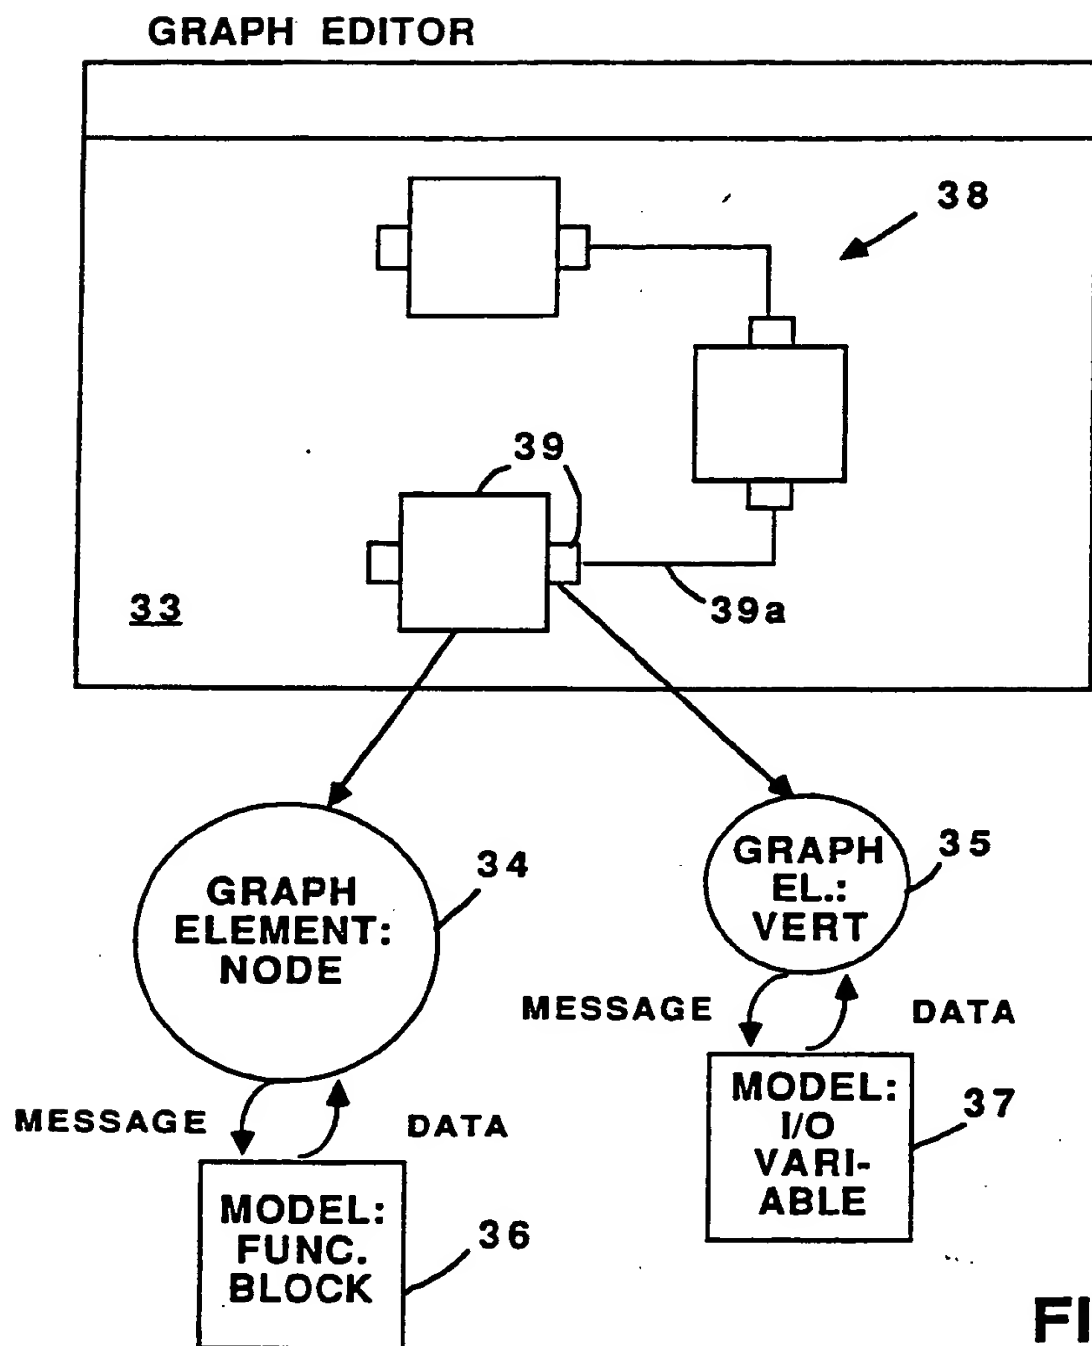 GRAPH EDITOR
38
39
33
39a
GRAPH
ELEMENT:
NODE
34
GRAPH
EL.:
VERT
35
MESSAGE
DATA
MESSAGE
DATA
MODEL:
I/O
VARI-
ABLE
37
MODEL:
FUNC.
BLOCK
36
FI